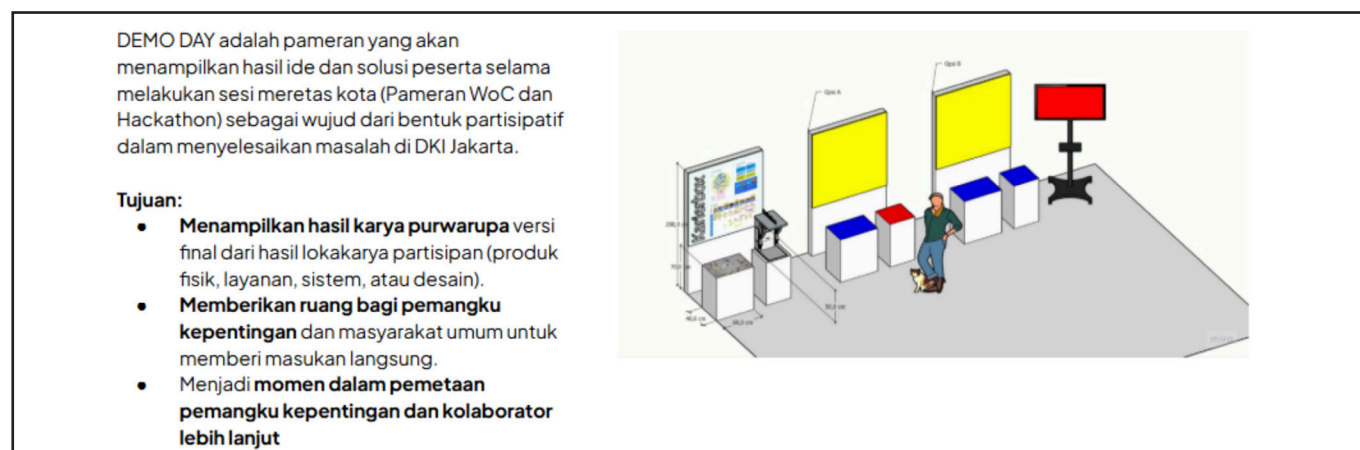 DEMO DAY adalah pameran yang akan
menampilkan hasil ide dan solusi peserta selama
melakukan sesi meretas kota (Pameran WoC dan
Hackathon) sebagai wujud dari bentuk partisipatif
dalam menyelesaikan masalah di DKI Jakarta.
Tujuan:
● Menampilkan hasil karya purwarupa versi
final dari hasil lokakarya partisipan (produk
fisik, layanan, sistem, atau desain).
● Memberikan ruang bagi pemangku
kepentingan dan masyarakat umum untuk
memberi masukan langsung.
● Menjadi momen dalam pemetaan
pemangku kepentingan dan kolaborator
lebih lanjut
Opsi A
Opsi B
miro